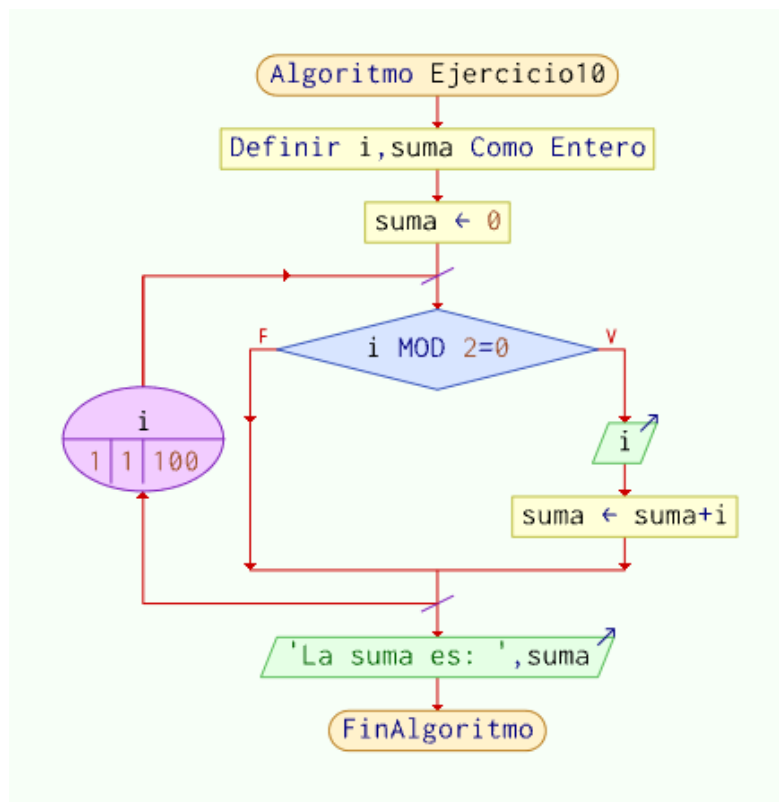 Algoritmo Ejercicio10
Definir i,suma Como Entero
suma ← 0
F
V
i MOD 2=0
i
1 1 100
i
suma ← suma+i
'La suma es: ',suma
FinAlgoritmo